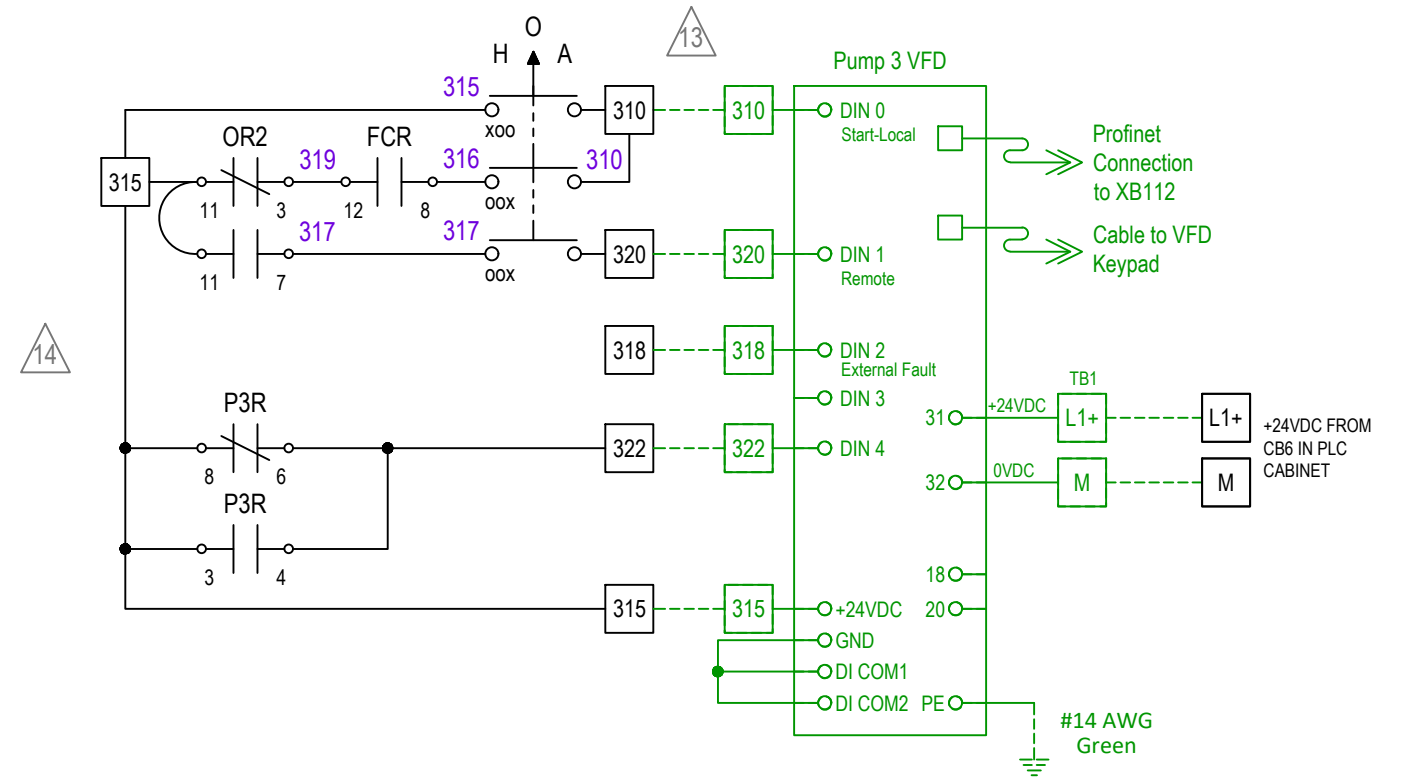 O
H A
13
Pump 3 VFD
315
310
310
DIN 0
Start-Local
xoo
OR2
FCR
319
316
310
315
oox
11
3
12
8
Profinet
Connection
to XB112
317
317
320
320
DIN 1
Remote
oox
11
7
Cable to VFD
Keypad
14
318
318
DIN 2
External Fault
DIN 3
TB1
P3R
31
+24VDC
L1+
L1+
+24VDC FROM
CB6 IN PLC
CABINET
8
6
322
322
DIN 4
32
0VDC
M
M
P3R
3
4
18
315
315
+24VDC
20
GND
DI COM1
DI COM2
PE
#14 AWG
Green